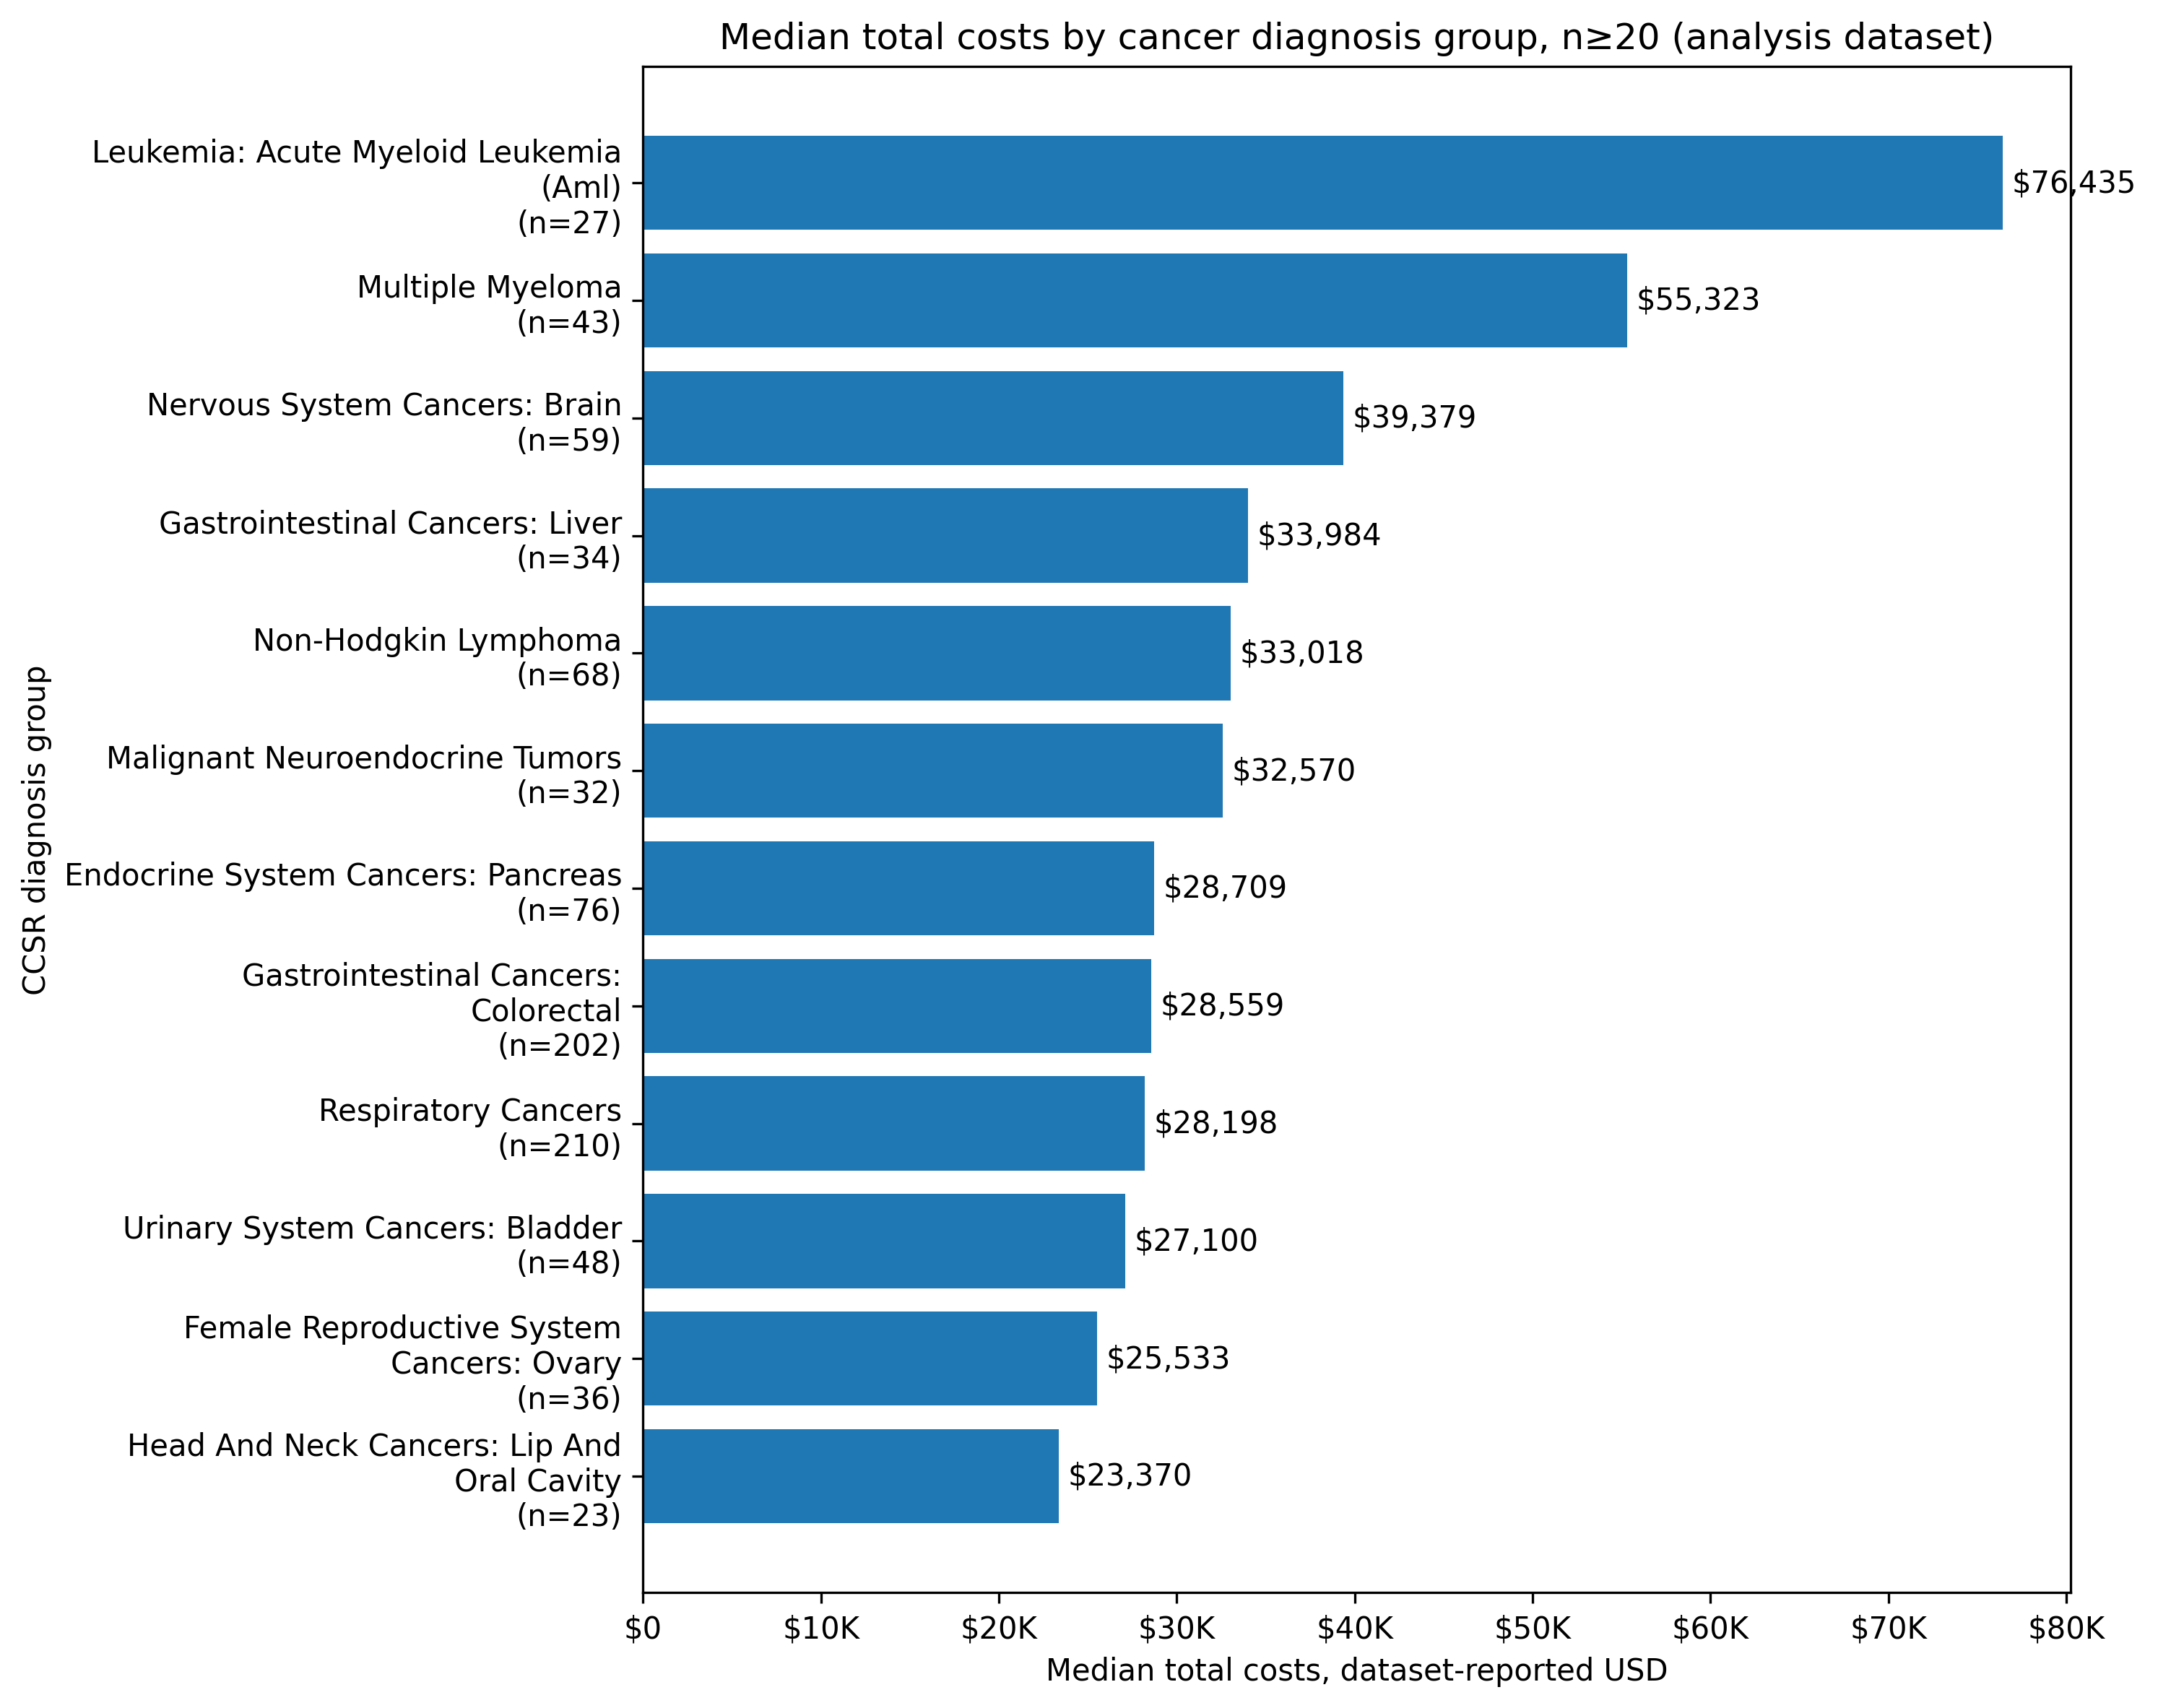 Median total costs by cancer diagnosis group, n≥20 (analysis dataset)
CCSR diagnosis group
Leukemia: Acute Myeloid Leukemia
(Aml)
(n=27)
$76,435
Multiple Myeloma
(n=43)
$55,323
Nervous System Cancers: Brain
(n=59)
$39,379
Gastrointestinal Cancers: Liver
(n=34)
$33,984
Non-Hodgkin Lymphoma
(n=68)
$33,018
Malignant Neuroendocrine Tumors
(n=32)
$32,570
Endocrine System Cancers: Pancreas
(n=76)
$28,709
Gastrointestinal Cancers:
Colorectal
(n=202)
$28,559
Respiratory Cancers
(n=210)
$28,198
Urinary System Cancers: Bladder
(n=48)
$27,100
Female Reproductive System
Cancers: Ovary
(n=36)
$25,533
Head And Neck Cancers: Lip And
Oral Cavity
(n=23)
$23,370
$0 $10K $20K $30K $40K $50K $60K $70K $80K
Median total costs, dataset-reported USD